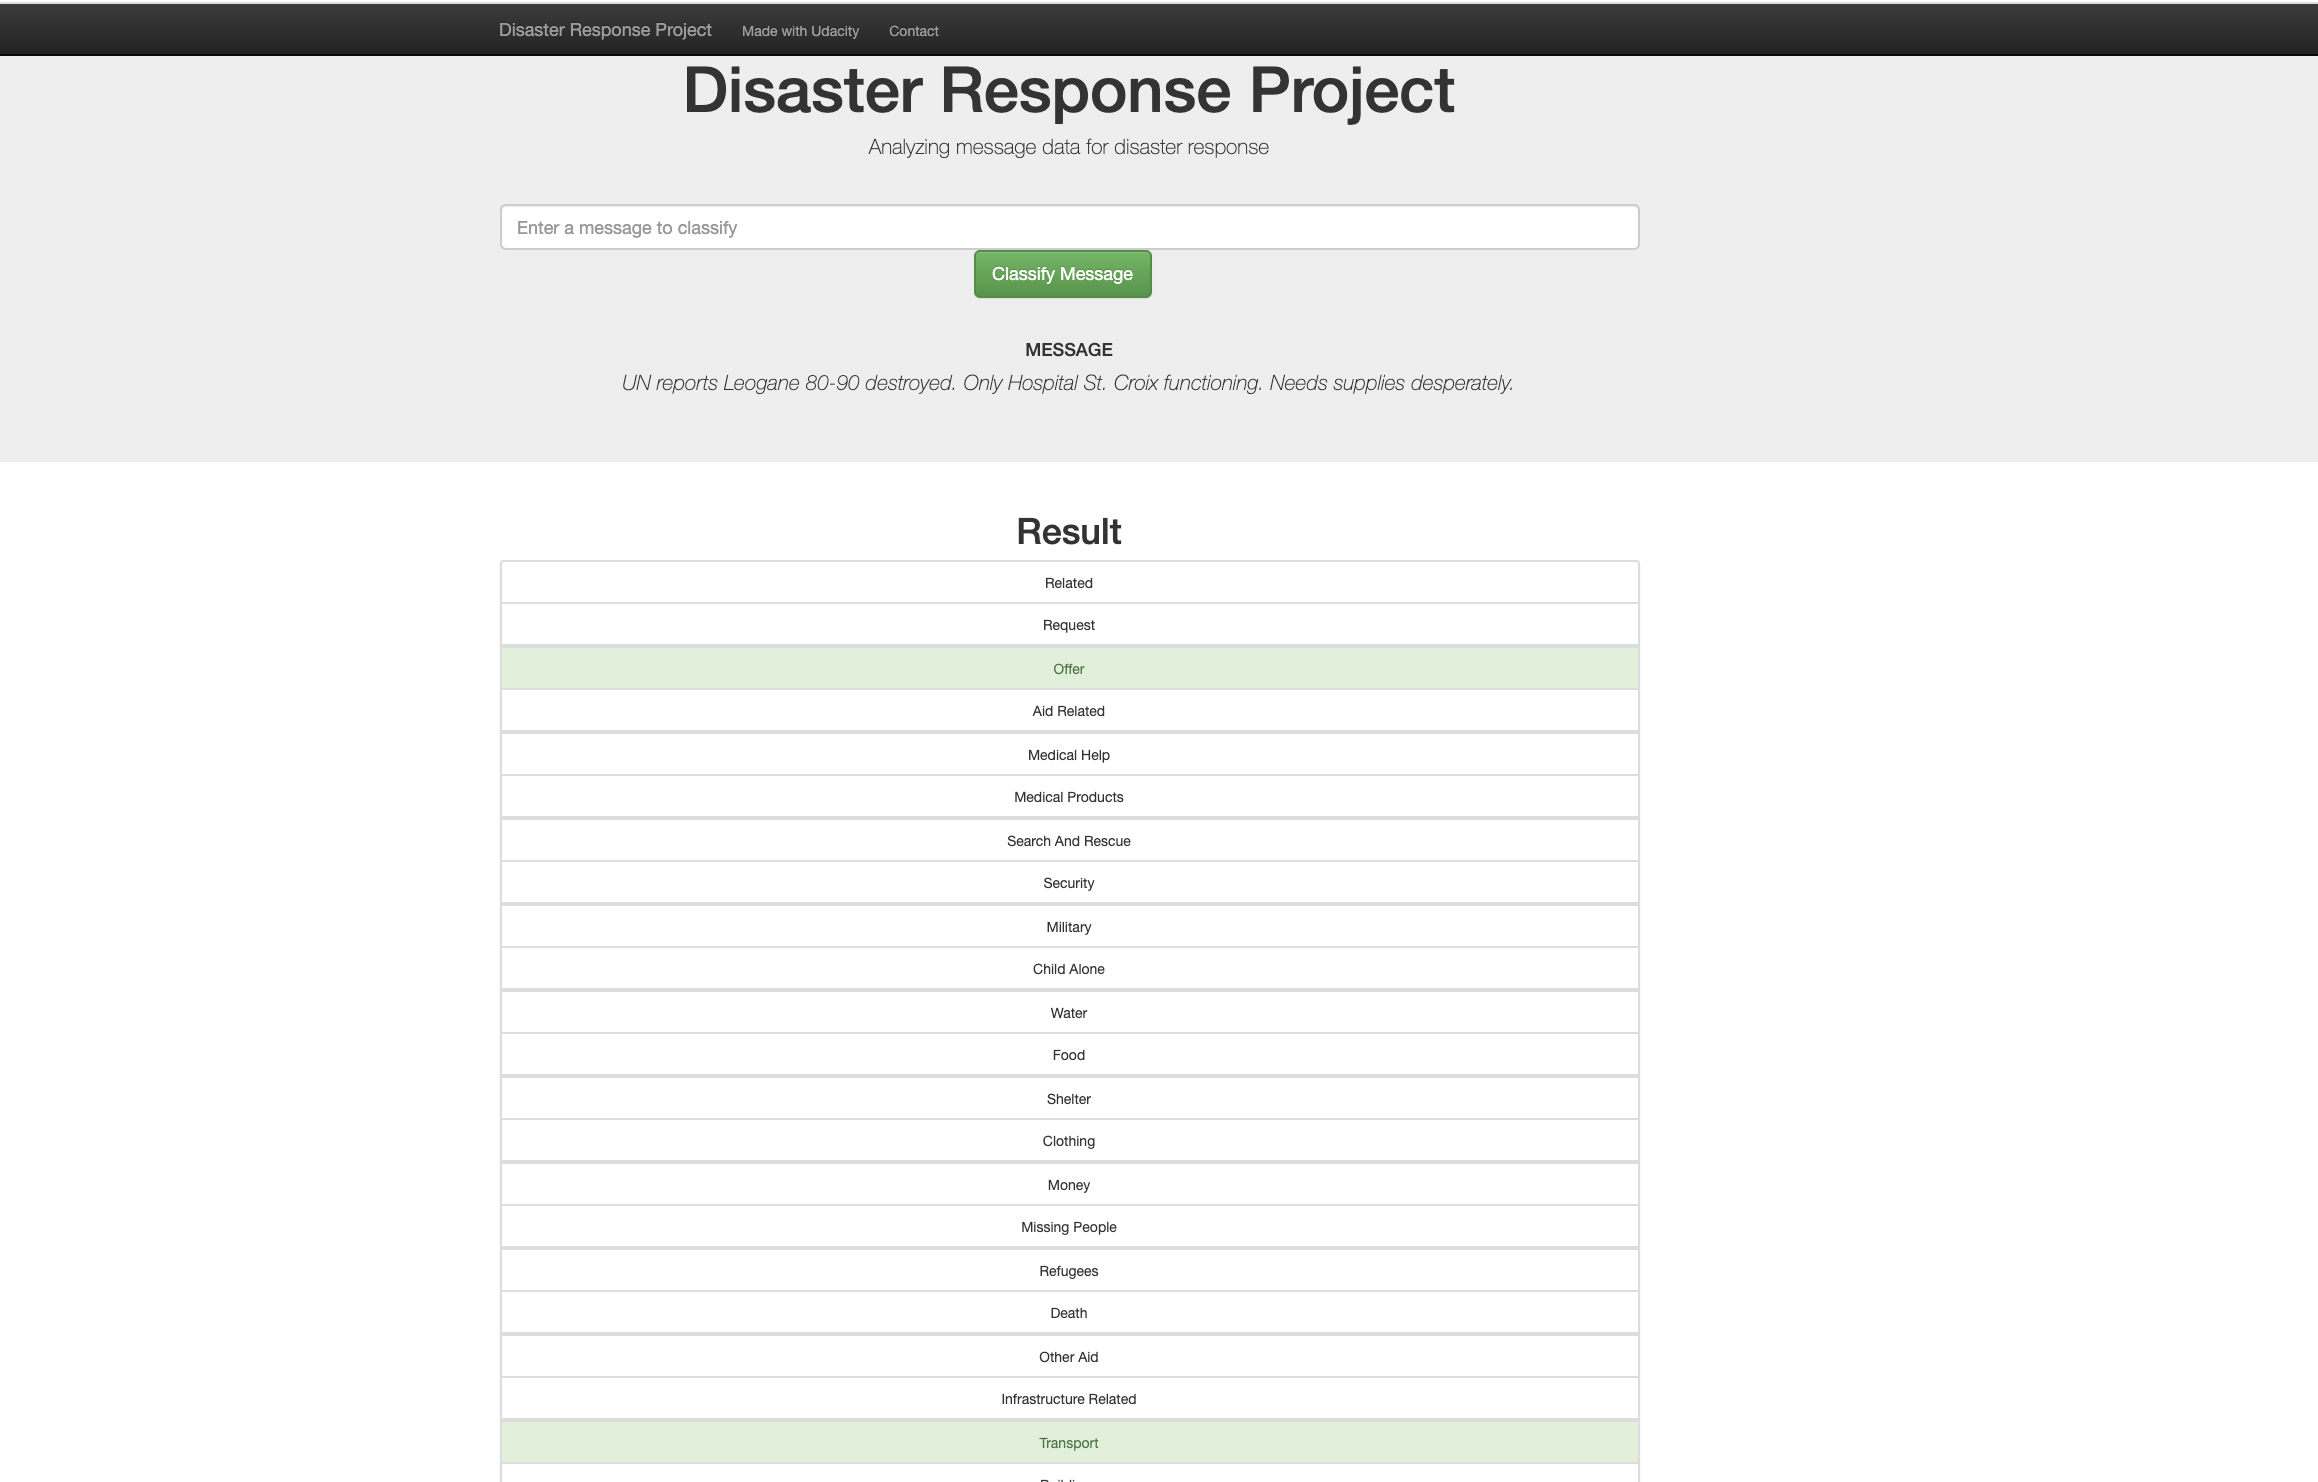 Disaster Response Project Made with Udacity Contact
Disaster Response Project
Analyzing message data for disaster response
Enter a message to classify
Classify Message
MESSAGE
UN reports Leogane 80-90 destroyed. Only Hospital St. Croix functioning. Needs supplies desperately.
Result
Related
Request
Offer
Aid Related
Medical Help
Medical Products
Search And Rescue
Security
Military
Child Alone
Water
Food
Shelter
Clothing
Money
Missing People
Refugees
Death
Other Aid
Infrastructure Related
Transport